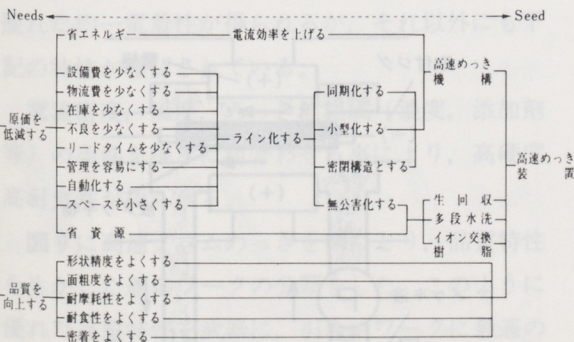 Needs Seed
省エネルギー 電流効率を上げる
高速めっき
機構
設備費を少なくする
物流費を少なくする
在庫を少なくする
不良を少なくする
リードタイムを少なくする
管理を容易にする
自動化する
スペースを小さくする
原価を
低減する
ライン化する
同期化する
小型化する
密閉構造とする
無公害化する
高速めっき
装置
生回収
多段水洗
イオン交換
樹脂
省資源
品質を
向上する
形状精度をよくする
面粗度をよくする
耐摩耗性をよくする
耐食性をよくする
密着をよくする